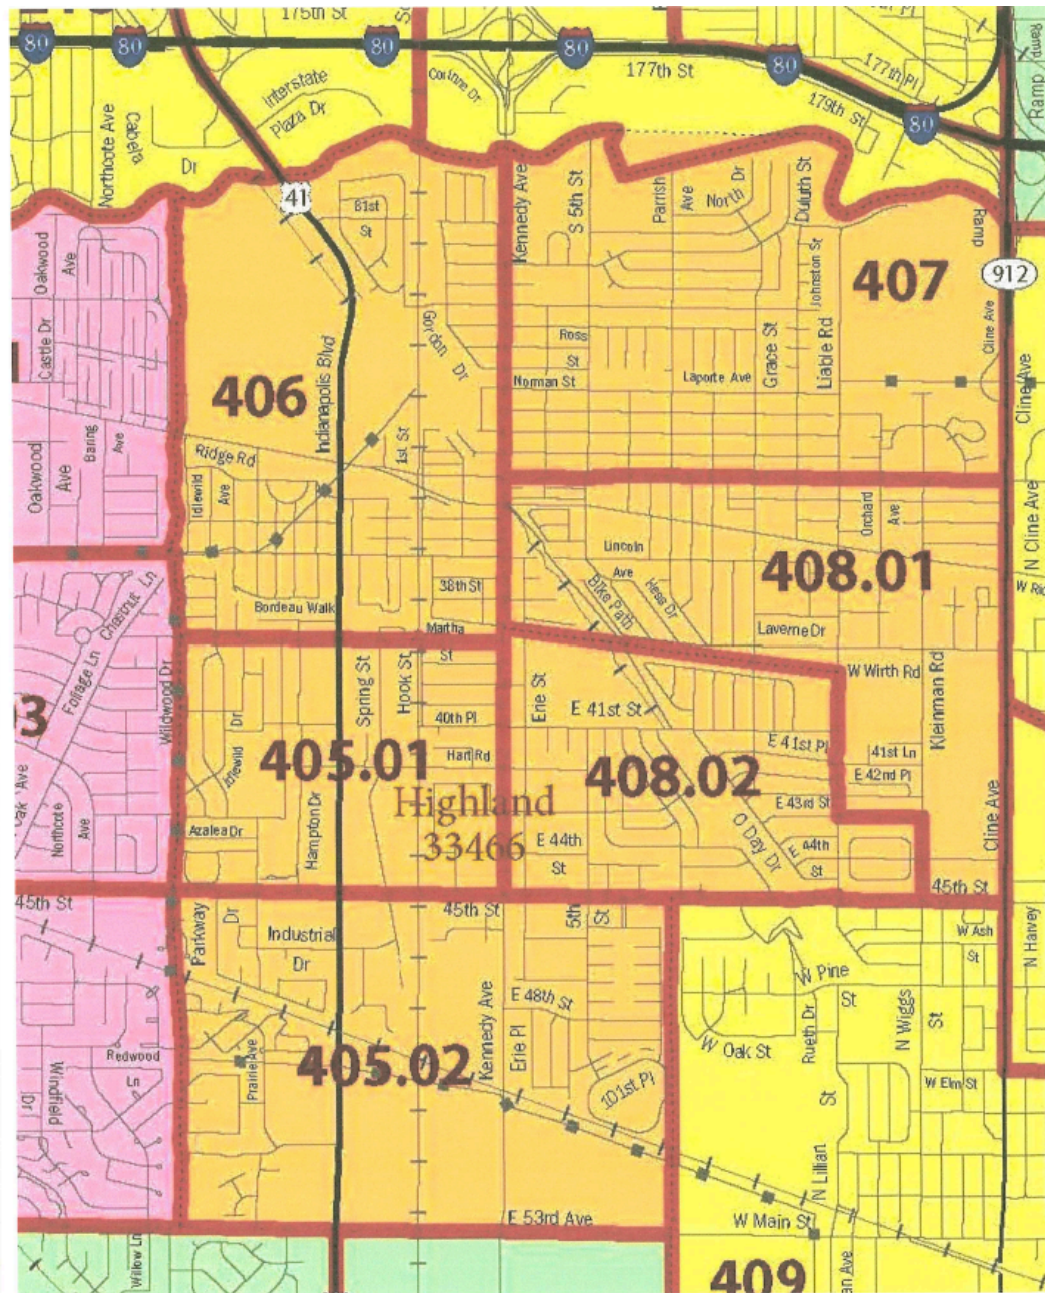 175th St
80
80
80
80
80
80
177th St
177th Pl
179th St
Ramp
Ramp
Corinne Dr
Interstate
Plaza Dr
Northcote Ave
Cabela
Dr
41
81st
St
Kennedy Ave
S 5th St
Parrish
Ave
North Dr
Duluth St
Ramp
Oakwood
Ave
Castle Dr
407
912
Johnston St
Gordon Dr
Ross
St
Grace St
Liable Rd
Cline Ave
Cline Ave
Norman St
Laporte Ave
406
Indianapolis Blvd
Oakwood
Ave
Baring
Ave
Ridge Rd
1st St
Idlewild
Ave
Orchard
Ave
N Cline Ave
Lincoln
Ave
Hess Dr
Bike Path
408.01
38th St
Bordeau Walk
Martha
St
Laverne Dr
Chestnut Ln
Foliage Ln
Wildwood Dr
W Wirth Rd
Kleinman Rd
Spring St
Hook St
Erie St
E 41st St
40th Pl
Hart Rd
E 41st Pl
41st Ln
E 42nd Pl
Idlewild
Dr
405.01
408.02
E 43rd St
Highland
33466
Hampton Dr
Azalea Dr
Northcote
Ave
E 44th
St
O Day Dr
E 44th
St
Cline Ave
45th St
45th St
45th St
5th
St
Parkway
Dr
Industrial
Dr
W Ash
St
N Harvey
W Pine
St
N Wiggs
St
E 48th St
Kennedy Ave
Erie Pl
W Oak St
Rueth Dr
Redwood
Ln
Windfield
Dr
Prairie Ave
405.02
101st Pl
W Elm St
N Lillian
St
E 53rd Ave
W Main St
Willow Ln
409